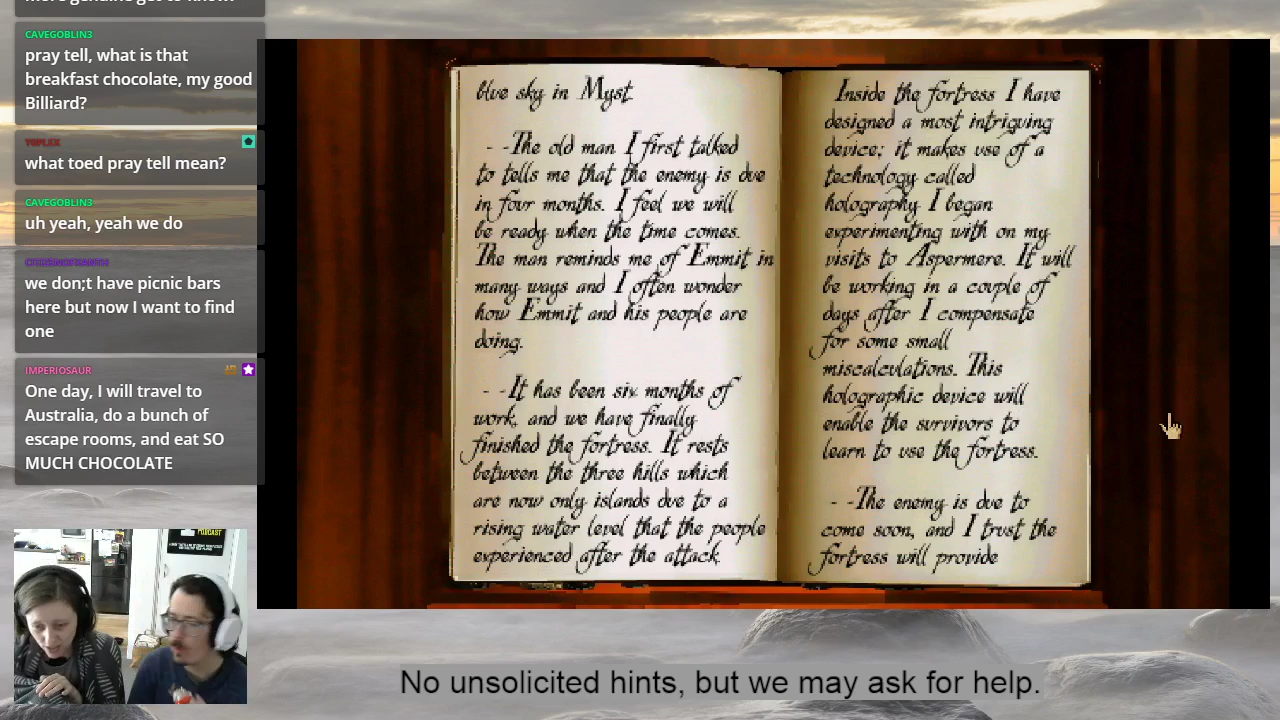 CAVEGOBLIN3
pray tell, what is that
breakfast chocolate, my good
Billiard?
TOPLEX
what toed pray tell mean?
CAVEGOBLIN3
uh yeah, yeah we do
we don;t have picnic bars
here but now I want to find
one
IMPERIOSAUR
One day, I will travel to
Australia, do a bunch of
escape rooms, and eat SO
MUCH CHOCOLATE
PODCAST
blue sky in Myst
- -The old man I first talked
to tells me that the enemy is due
in four months. I feel we will
be ready when the time comes.
The man reminds me of Emmit in
many ways and I often wonder
how Emmit and his people are
doing.
- -It has been six months of
work, and we have finally
finished the fortress. It rests
between the three hills which
are now only islands due to a
rising water level that the people
experienced after the attack.
Inside the fortress I have
designed a most intriguing
device; it makes use of a
technology called
holography I began
experimenting with on my
visits to Aspermere. It will
be working in a couple of
days after I compensate
for some small
miscalculations. This
holographic device will
enable the survivors to
learn to use the fortress.
- -The enemy is due to
come soon, and I trust the
fortress will provide
No unsolicited hints, but we may ask for help.